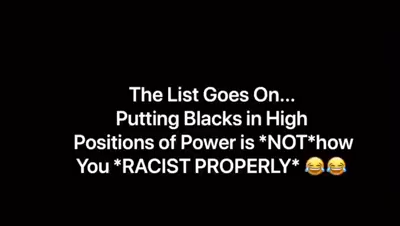 The List Goes On...
Putting Blacks in High
Positions of Power is *NOT*how
You *RACIST PROPERLY* 😂😂